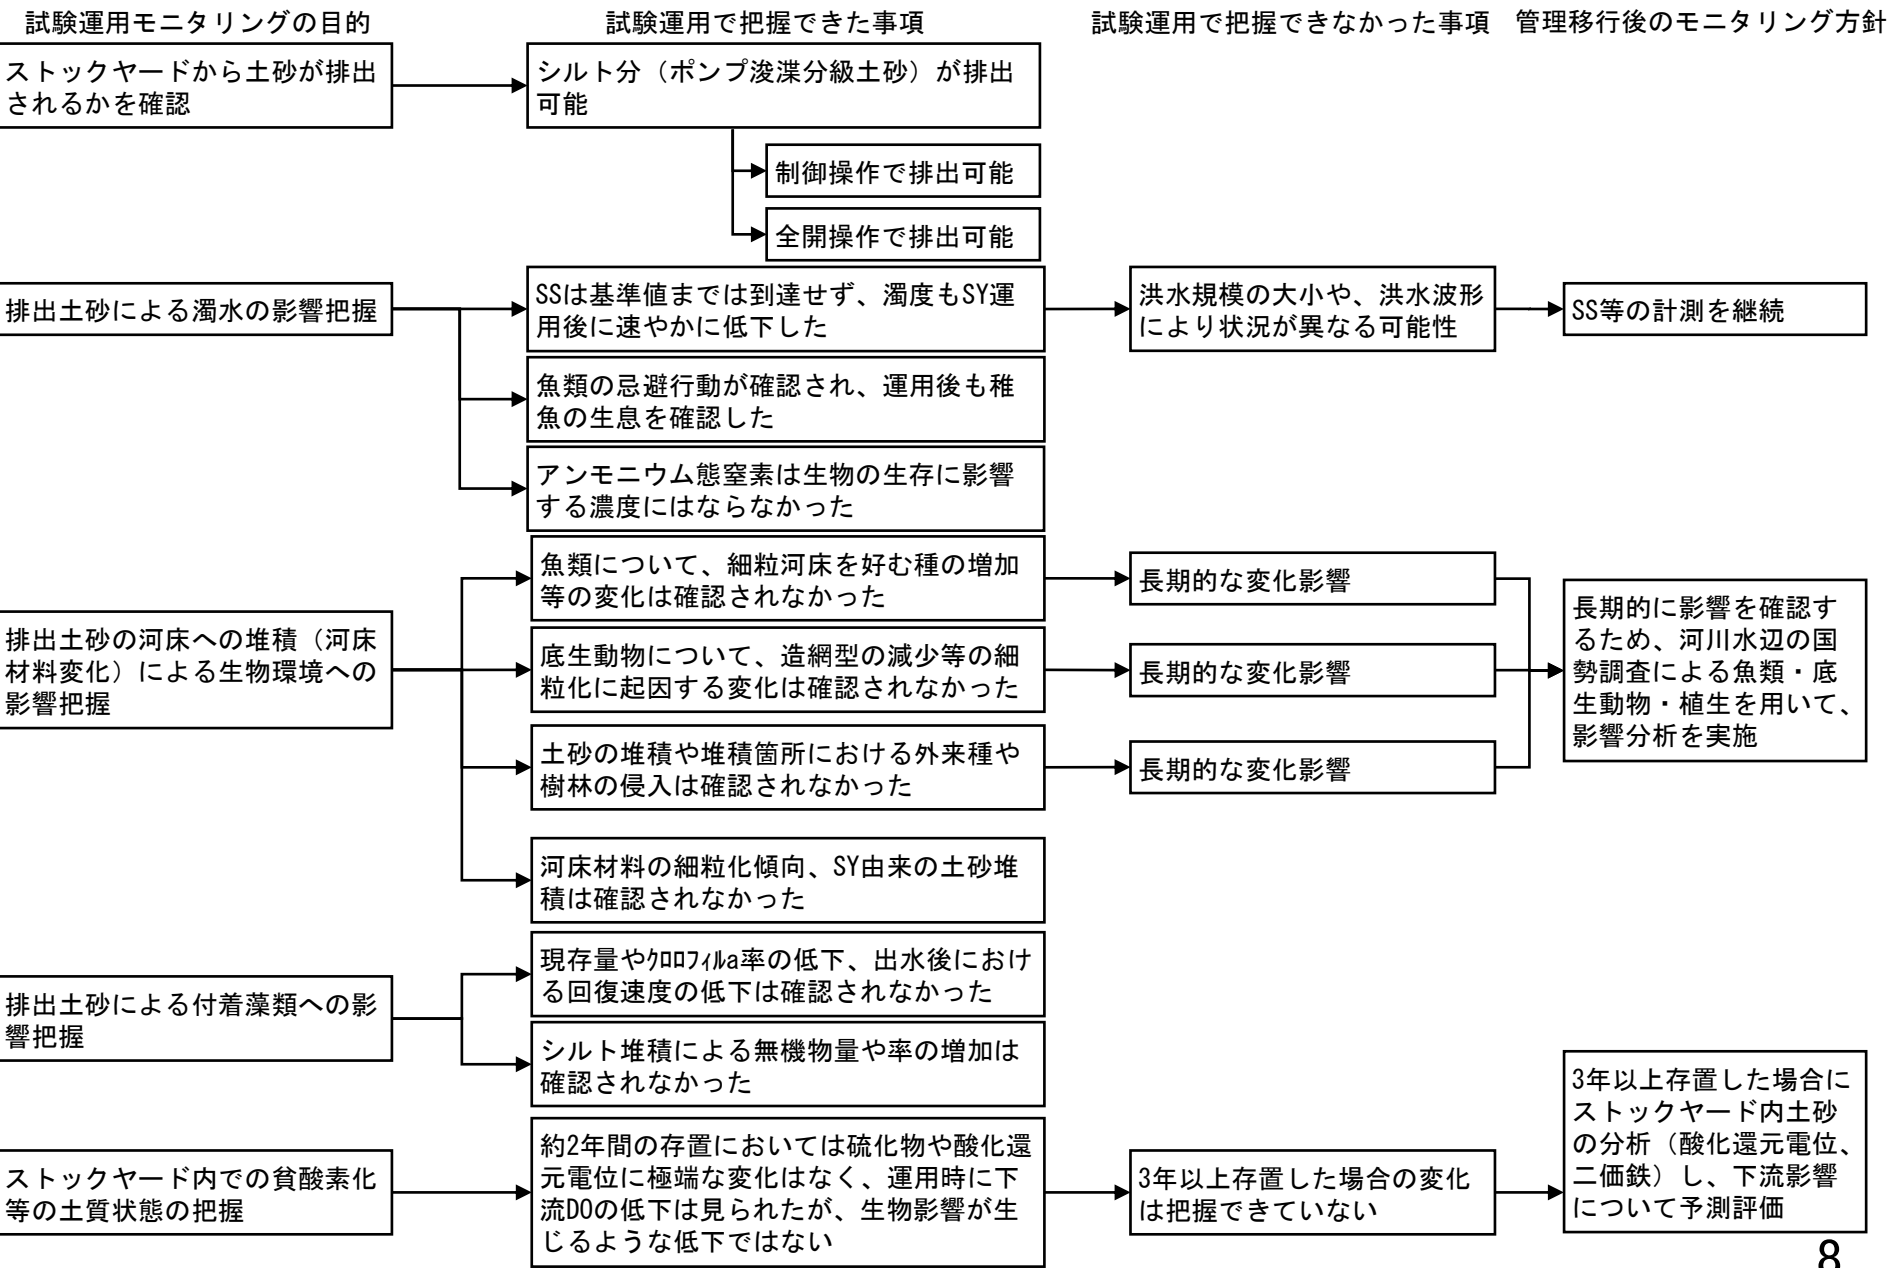 試験運用モニタリングの目的
試験運用で把握できた事項
試験運用で把握できなかった事項
管理移行後のモニタリング方針
ストックヤードから土砂が排出
されるかを確認
シルト分（ポンプ浚渫分級土砂）が排出
可能
制御操作で排出可能
全開操作で排出可能
排出土砂による濁水の影響把握
SSは基準値までは到達せず、濁度もSY運
用後に速やかに低下した
洪水規模の大小や、洪水波形
により状況が異なる可能性
SS等の計測を継続
魚類の忌避行動が確認され、運用後も稚
魚の生息を確認した
アンモニウム態窒素は生物の生存に影響
する濃度にはならなかった
排出土砂の河床への堆積（河床
材料変化）による生物環境への
影響把握
魚類について、細粒河床を好む種の増加
等の変化は確認されなかった
長期的な変化影響
底生動物について、造網型の減少等の細
粒化に起因する変化は確認されなかった
長期的な変化影響
土砂の堆積や堆積箇所における外来種や
樹林の侵入は確認されなかった
長期的な変化影響
長期的に影響を確認す
るため、河川水辺の国
勢調査による魚類・底
生動物・植生を用いて、
影響分析を実施
河床材料の細粒化傾向、SY由来の土砂堆
積は確認されなかった
排出土砂による付着藻類への影
響把握
現存量やｸﾛﾛﾌｨﾙa率の低下、出水後におけ
る回復速度の低下は確認されなかった
シルト堆積による無機物量や率の増加は
確認されなかった
ストックヤード内での貧酸素化
等の土質状態の把握
約2年間の存置においては硫化物や酸化還
元電位に極端な変化はなく、運用時に下
流DOの低下は見られたが、生物影響が生
じるような低下ではない
3年以上存置した場合の変化
は把握できていない
3年以上存置した場合に
ストックヤード内土砂
の分析（酸化還元電位、
二価鉄）し、下流影響
について予測評価
8